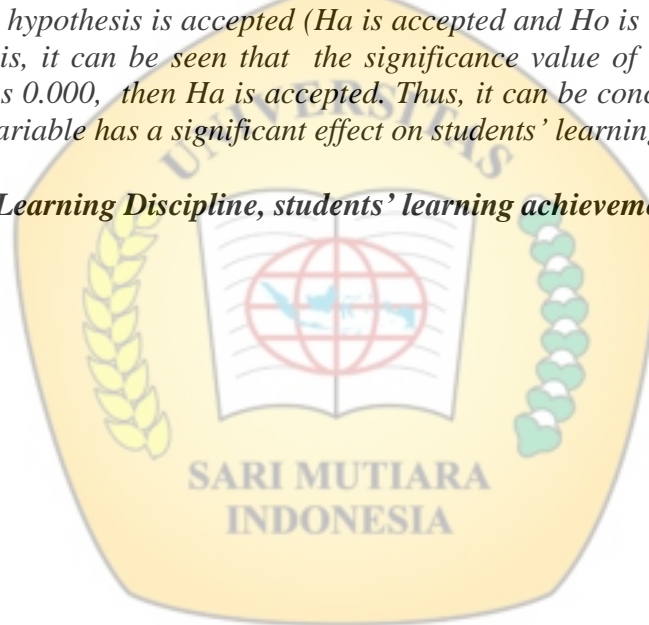 hypothesis is accepted (Ha is accepted and Ho is
is, it can be seen that the significance value of
s 0.000, then Ha is accepted. Thus, it can be conc
ariable has a significant effect on students' learning
Learning Discipline, students' learning achieveme
UNIVERSITAS
SARI MUTIARA
INDONESIA